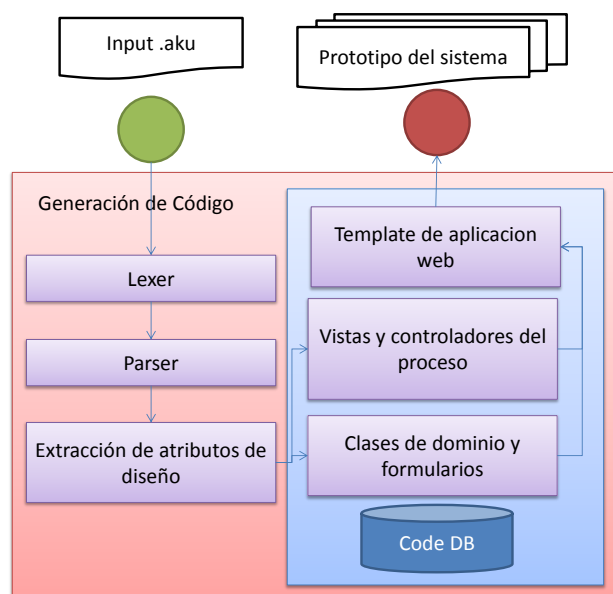 Input .aku
Prototipo del sistema
Generación de Código
Lexer
Parser
Extracción de atributos de
diseño
Template de aplicacion
web
Vistas y controladores del
proceso
Clases de dominio y
formularios
Code DB